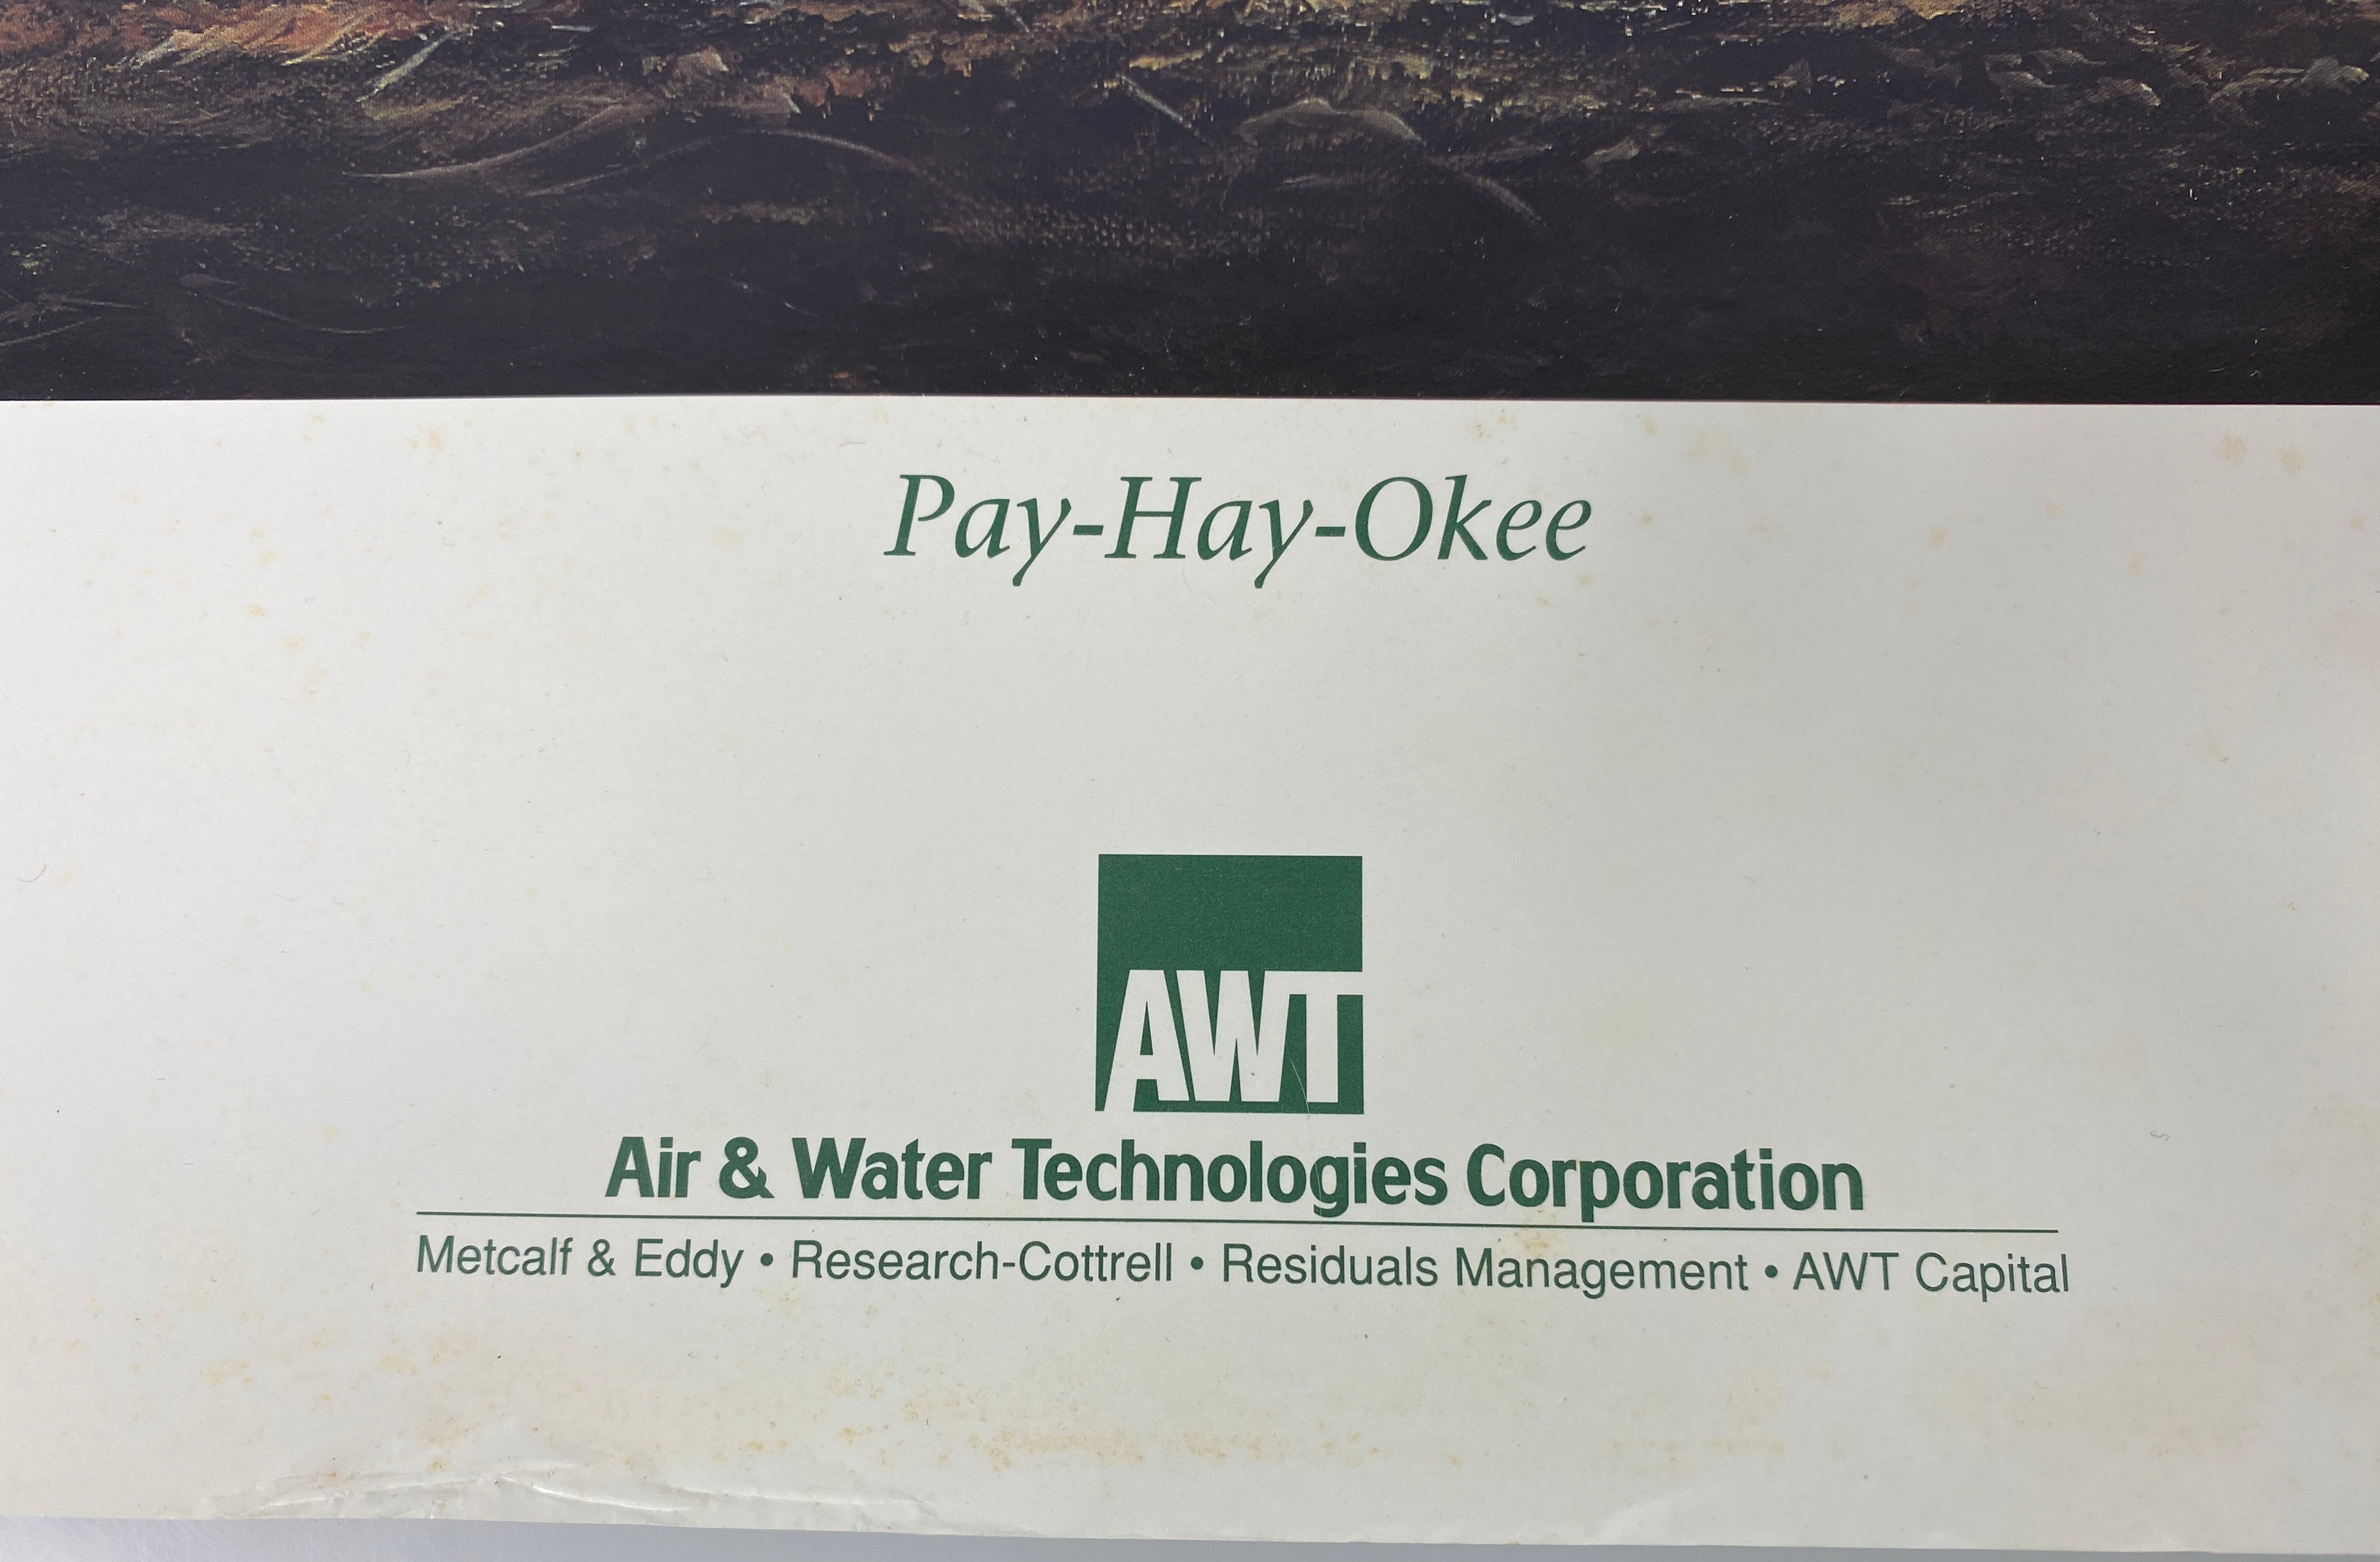 Pay-Hay-Okee
AWT
Air & Water Technologies Corporation
Metcalf & Eddy • Research-Cottrell • Residuals Management • AWT Capital